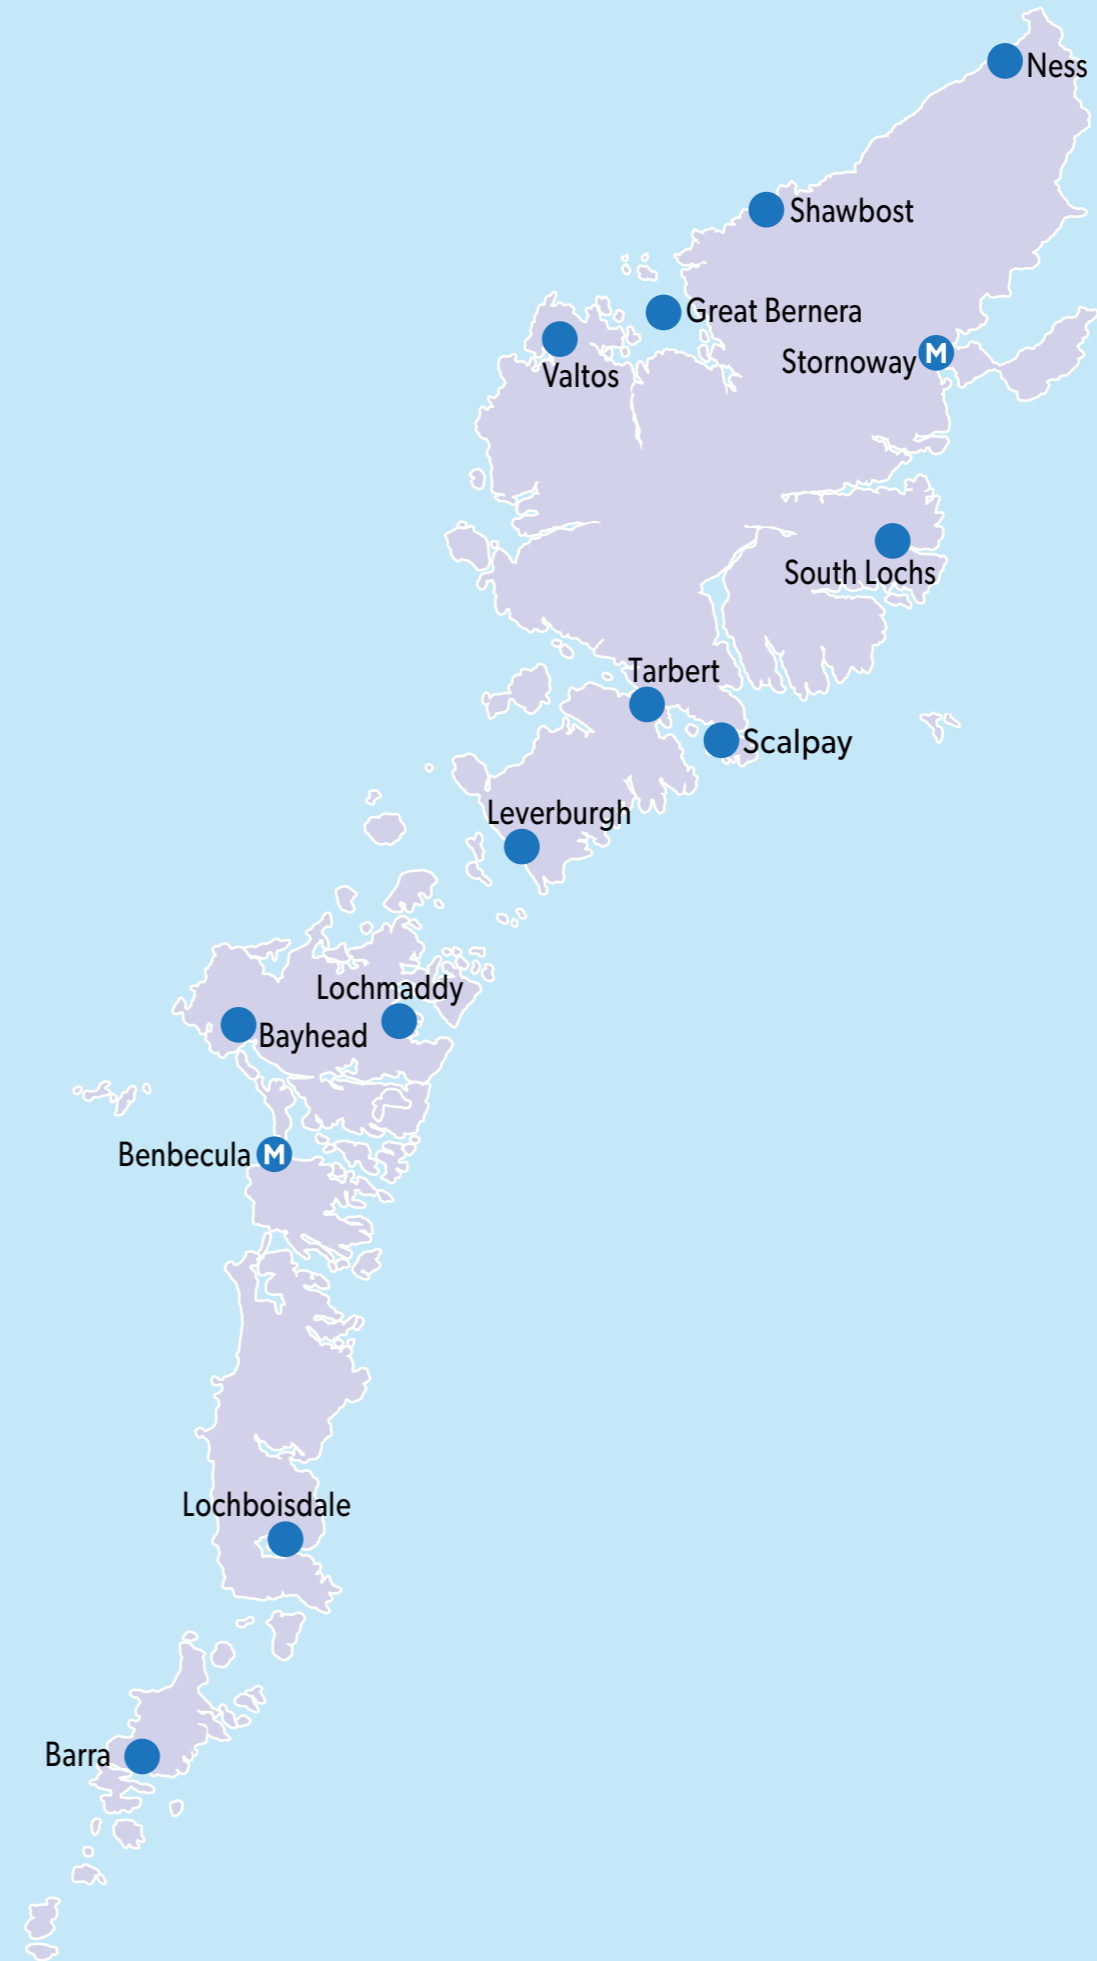 Ness
Shawbost
Great Bernera
Valtos
Stornoway
M
South Lochs
Tarbert
Scalpay
Leverburgh
Lochmaddy
Bayhead
Benbecula
M
Lochboisdale
Barra